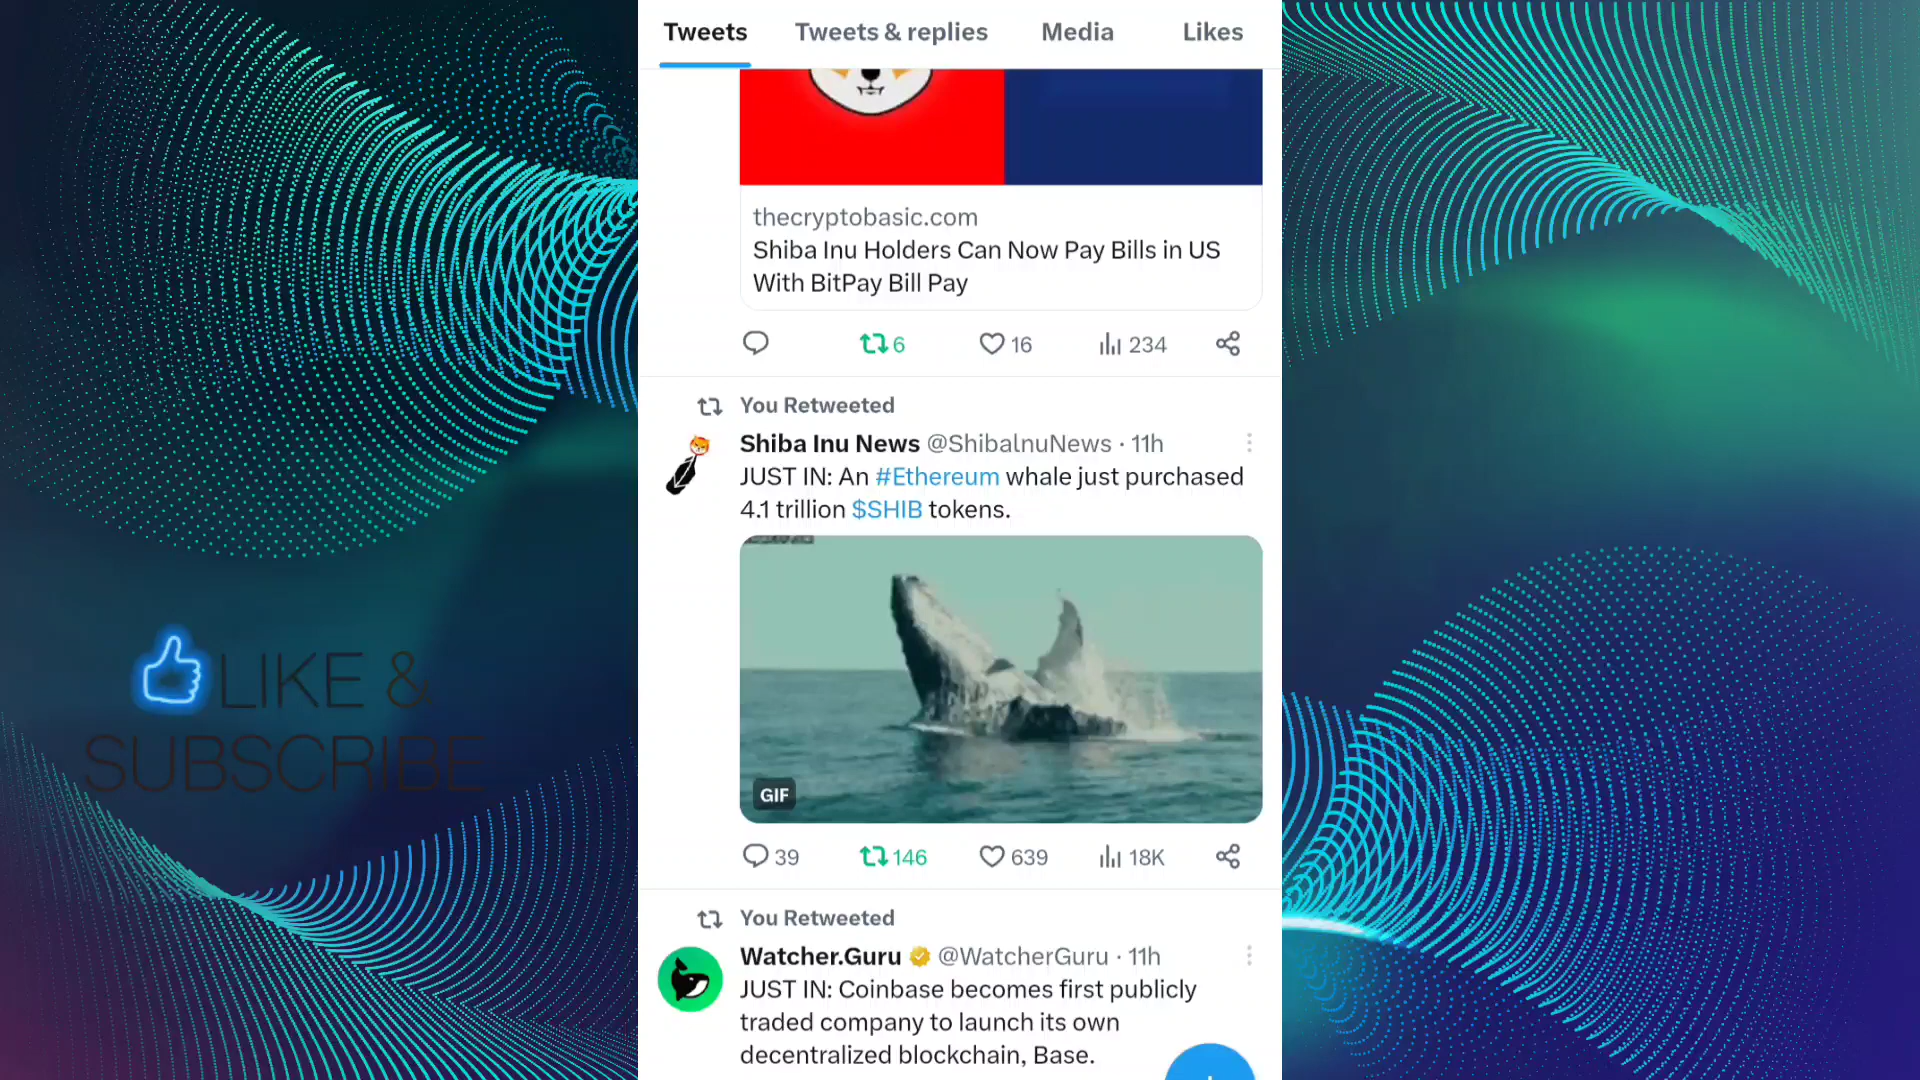 Tweets Tweets & replies Media Likes
thecryptobasic.com
Shiba Inu Holders Can Now Pay Bills in US
With BitPay Bill Pay
6 16 234
You Retweeted
Shiba Inu News @ShibaInuNews · 11h
JUST IN: An #Ethereum whale just purchased
4.1 trillion $SHIB tokens.
GIF
39 146 639 18K
You Retweeted
Watcher.Guru @WatcherGuru · 11h
JUST IN: Coinbase becomes first publicly
traded company to launch its own
decentralized blockchain, Base.
LIKE &
SUBSCRIBE